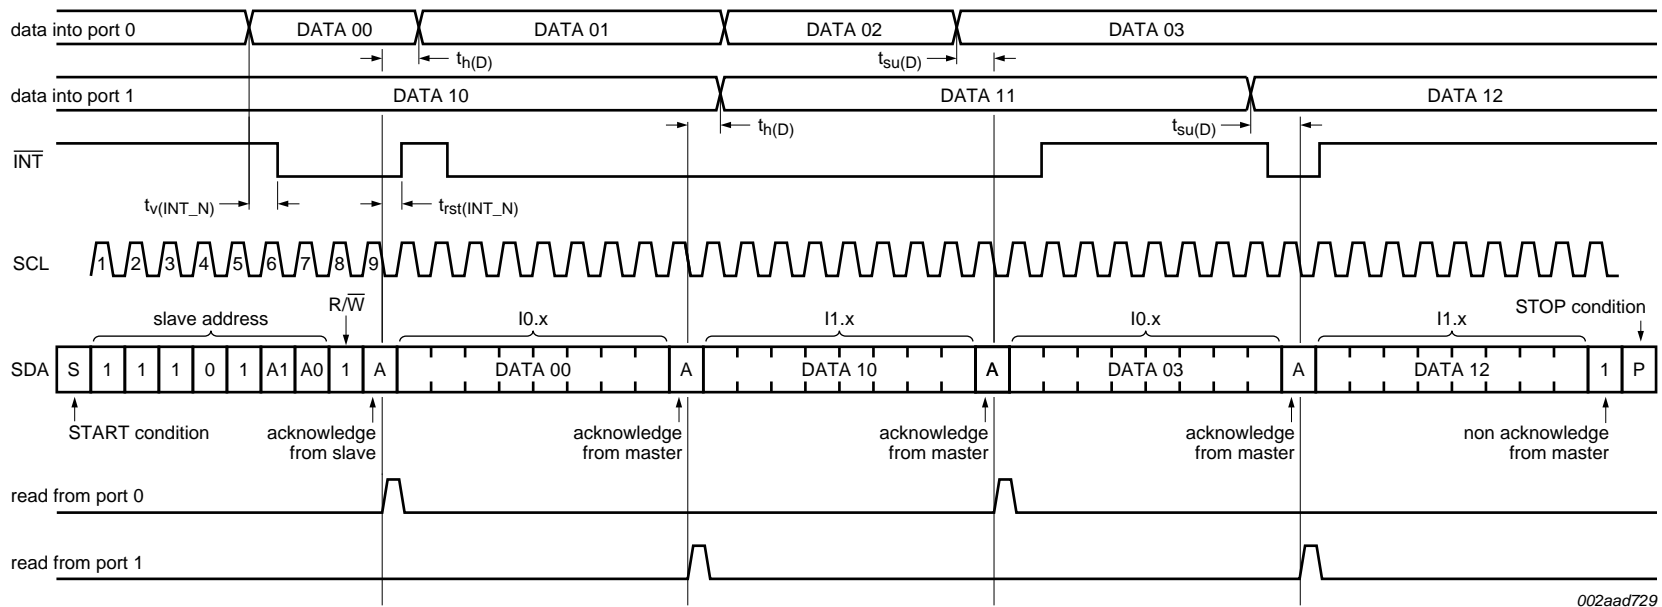 data into port 0 DATA 00 DATA 01 DATA 02 DATA 03
th(D) tsu(D)
data into port 1 DATA 10 DATA 11 DATA 12
th(D) tsu(D)
INT
tv(INT_N) trst(INT_N)
SCL 1 2 3 4 5 6 7 8 9
R/W
slave address I0.x I1.x I0.x I1.x STOP condition
SDA S 1 1 1 0 1 A1 A0 1 A DATA 00 A DATA 10 A DATA 03 A DATA 12 1 P
START condition acknowledge acknowledge acknowledge acknowledge non acknowledge
from slave from master from master from master from master
read from port 0
read from port 1
002aad729